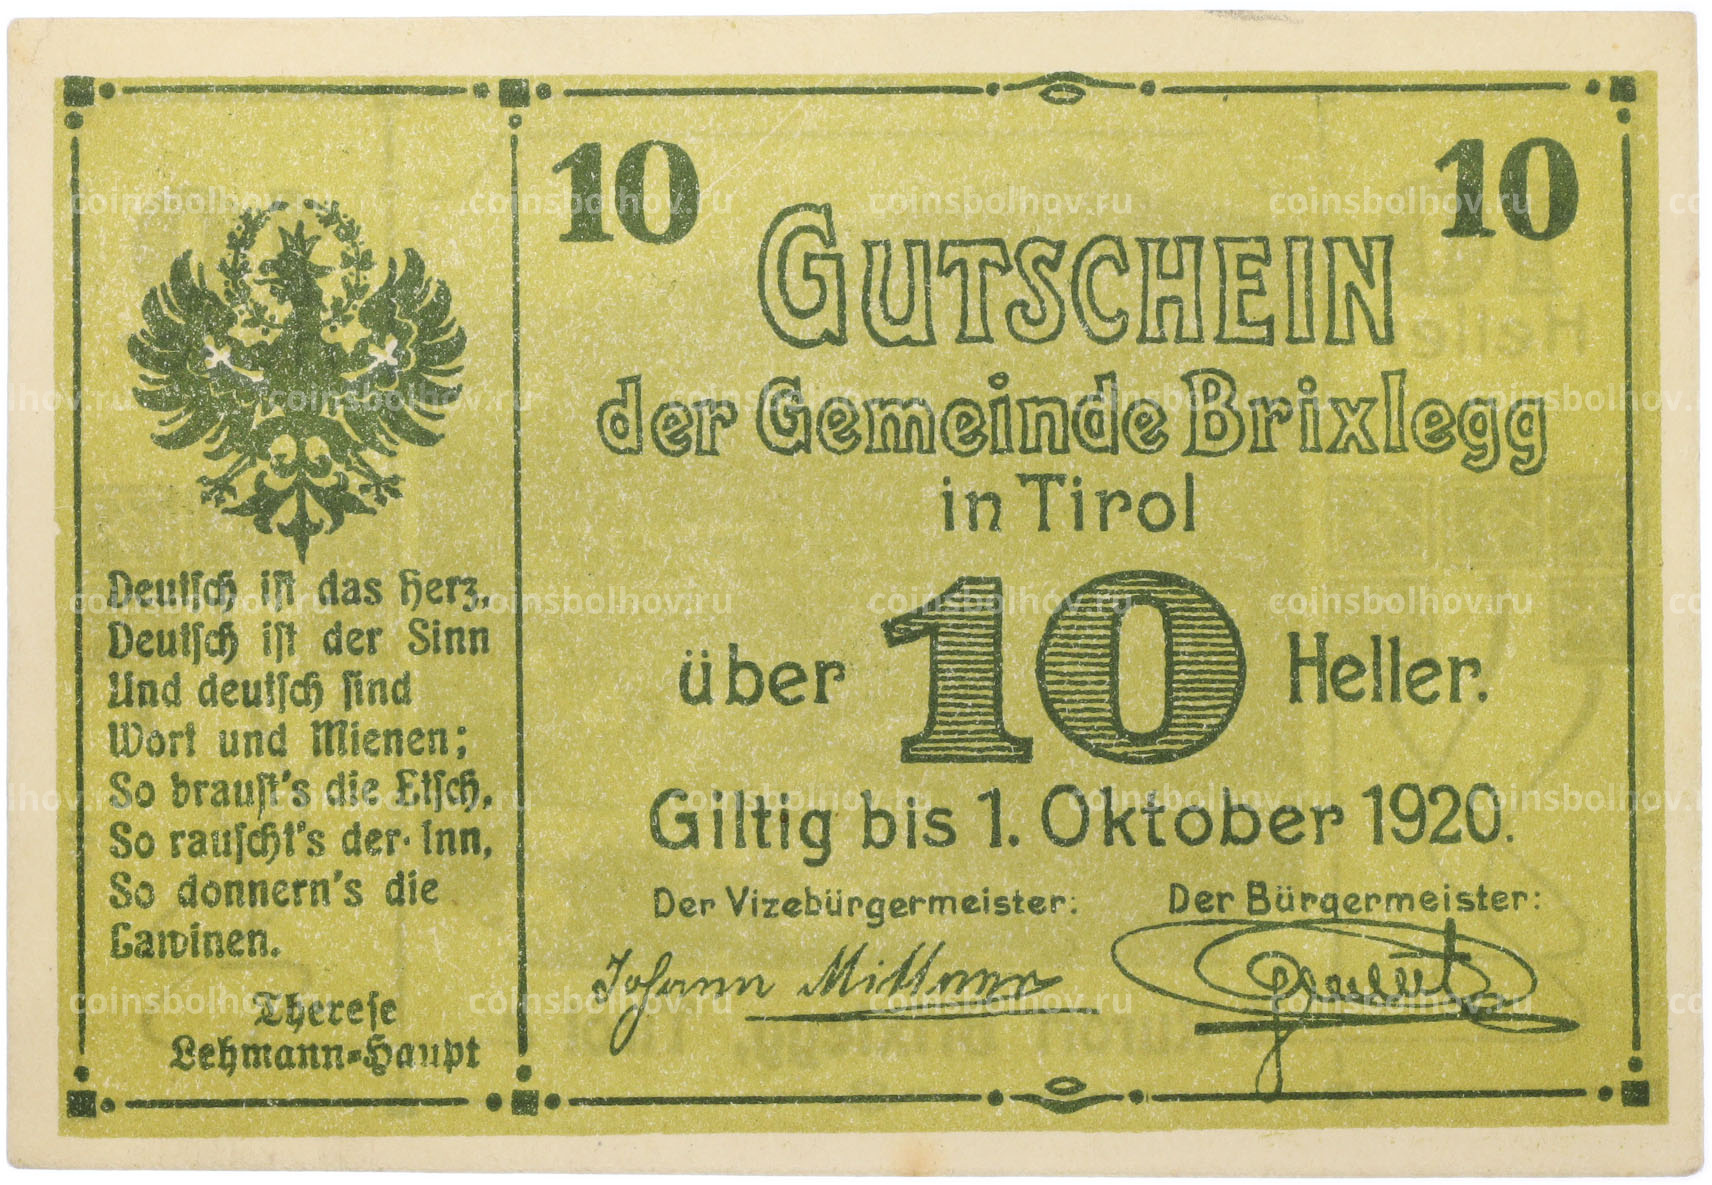 10
10
GUTSCHEIN
der Gemeinde Brixlegg
in Tirol
über 10 Heller.
Giltig bis 1. Oktober 1920.
Der Vizebürgermeister:
Der Bürgermeister:
Johann
Deutſch iſt das Herz,
Deutſch iſt der Sinn
Und deutſch ſind
Wort und Mienen;
So brauſt's die Etſch,
So rauſcht's der Inn,
So donnern's die
Lawinen.
Thereſe
Lehmann-Haupt
coinsbolhov.ru